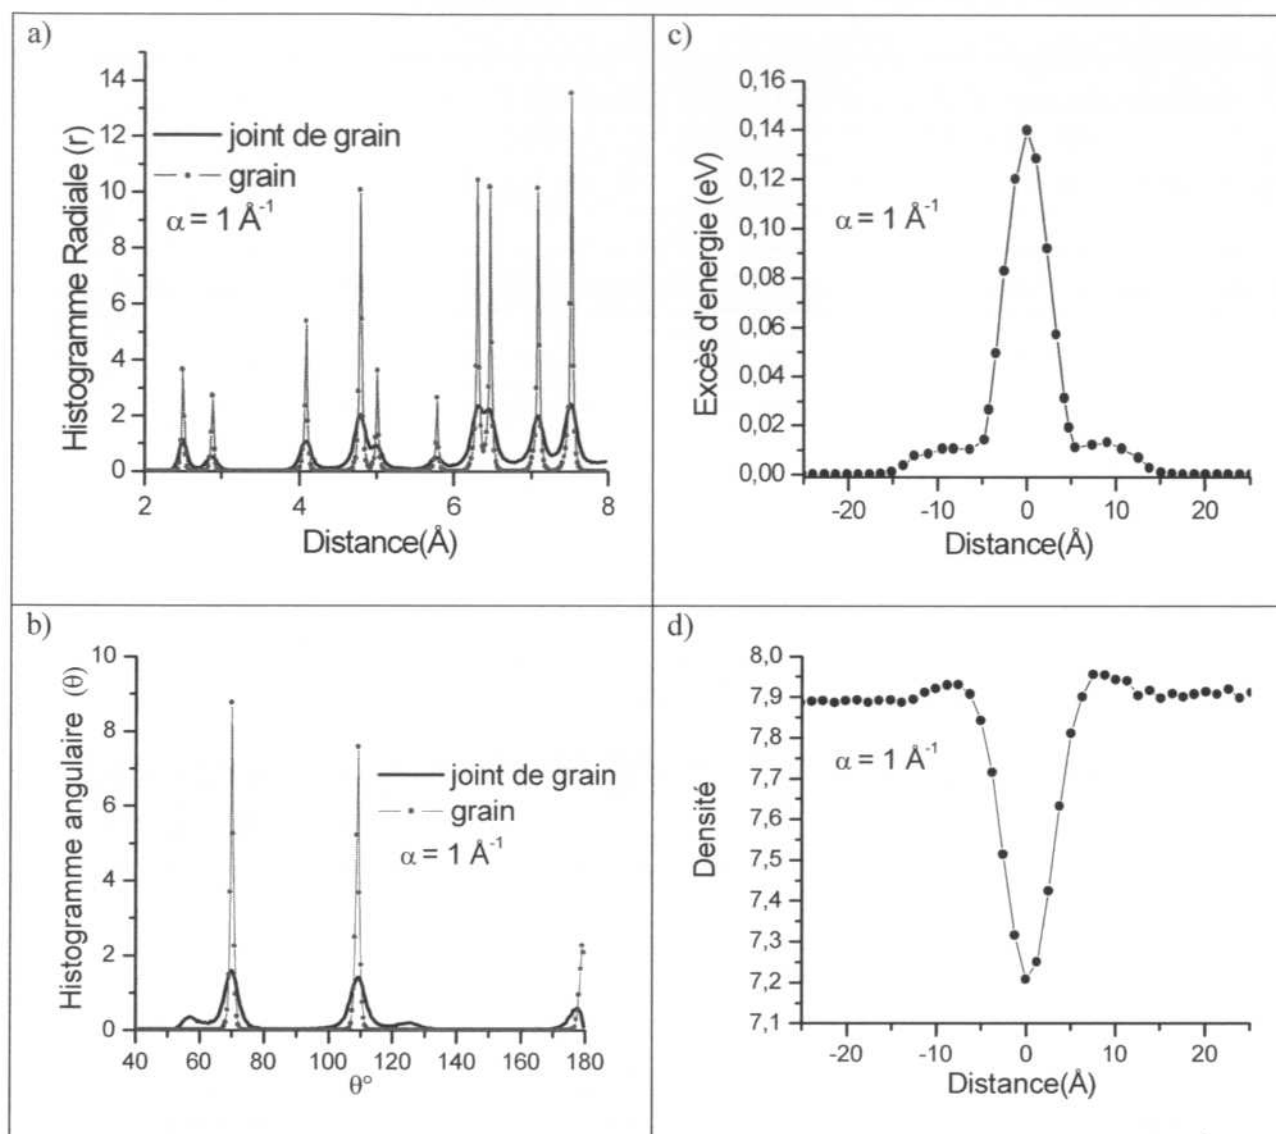 a)
Histogramme Radiale (r)
14
12
10
8
6
4
2
0
joint de grain
grain
α = 1 Å⁻¹
2
4
6
8
Distance(Å)
c)
Excès d'energie (eV)
0,16
0,14
0,12
0,10
0,08
0,06
0,04
0,02
0,00
α = 1 Å⁻¹
-20
-10
0
10
20
Distance(Å)
b)
Histogramme angulaire (θ)
10
8
6
4
2
0
joint de grain
grain
α = 1 Å⁻¹
40
60
80
100
120
140
160
180
θ°
d)
Densité
8,0
7,9
7,8
7,7
7,6
7,5
7,4
7,3
7,2
7,1
α = 1 Å⁻¹
-20
-10
0
10
20
Distance(Å)